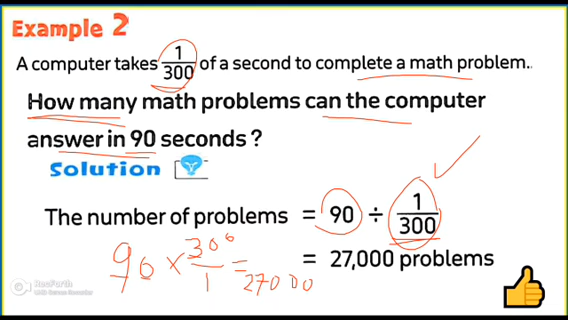 Example 2
A computer takes 1/300 of a second to complete a math problem..
How many math problems can the computer
answer in 90 seconds ?
Solution
The number of problems = 90 ÷ 1/300
= 27,000 problems
90 × 300/1 = 27000
RecForth